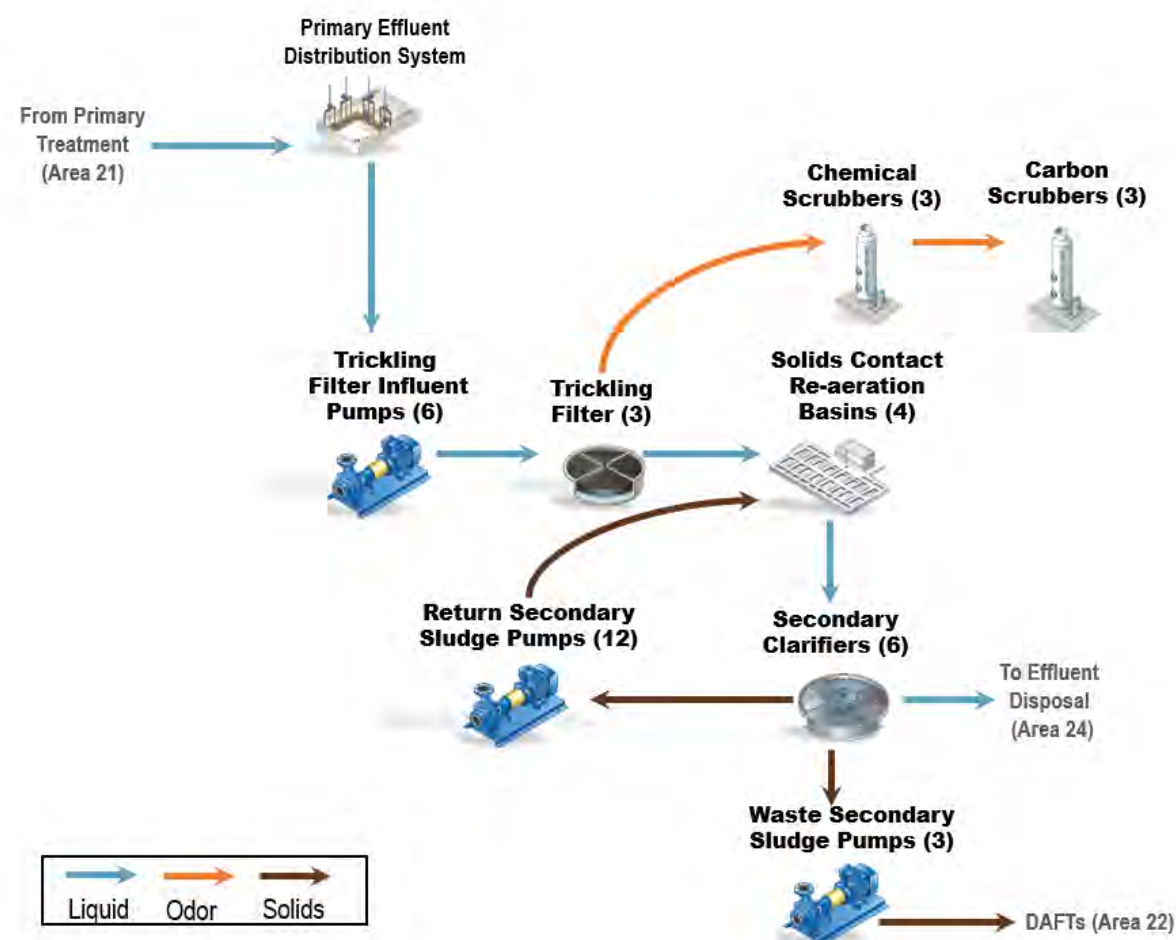 Primary Effluent
Distribution System
From Primary
Treatment
(Area 21)
Chemical
Scrubbers (3)
Carbon
Scrubbers (3)
Trickling
Filter Influent
Pumps (6)
Trickling
Filter (3)
Solids Contact
Re-aeration
Basins (4)
Return Secondary
Sludge Pumps (12)
Secondary
Clarifiers (6)
To Effluent
Disposal
(Area 24)
Waste Secondary
Sludge Pumps (3)
DAFTs (Area 22)
Liquid
Odor
Solids